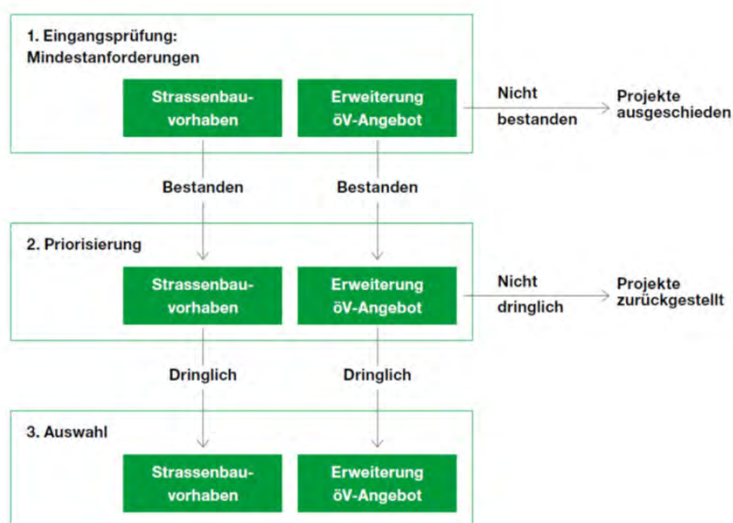 1. Eingangsprüfung:
Mindestanforderungen
Strassenbau-
vorhaben
Erweiterung
öV-Angebot
Nicht
bestanden
Projekte
ausgeschieden
Bestanden
Bestanden
2. Priorisierung
Strassenbau-
vorhaben
Erweiterung
öV-Angebot
Nicht
dringlich
Projekte
zurückgestellt
Dringlich
Dringlich
3. Auswahl
Strassenbau-
vorhaben
Erweiterung
öV-Angebot